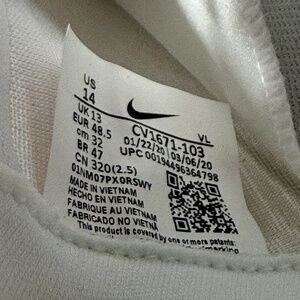 US
14
UK 13
EUR 48.5
cm 32
BR 47
CN 320(2.5)
CV1671-103 VL
01/22/20 03/06/20
UPC 00194496364798
01NM07PX0RSWY
MADE IN VIETNAM
HECHO EN VIETNAM
FABRIQUE AU VIETNAM
FABRICADO NO VIETNA
This product is covered by one or more patents: